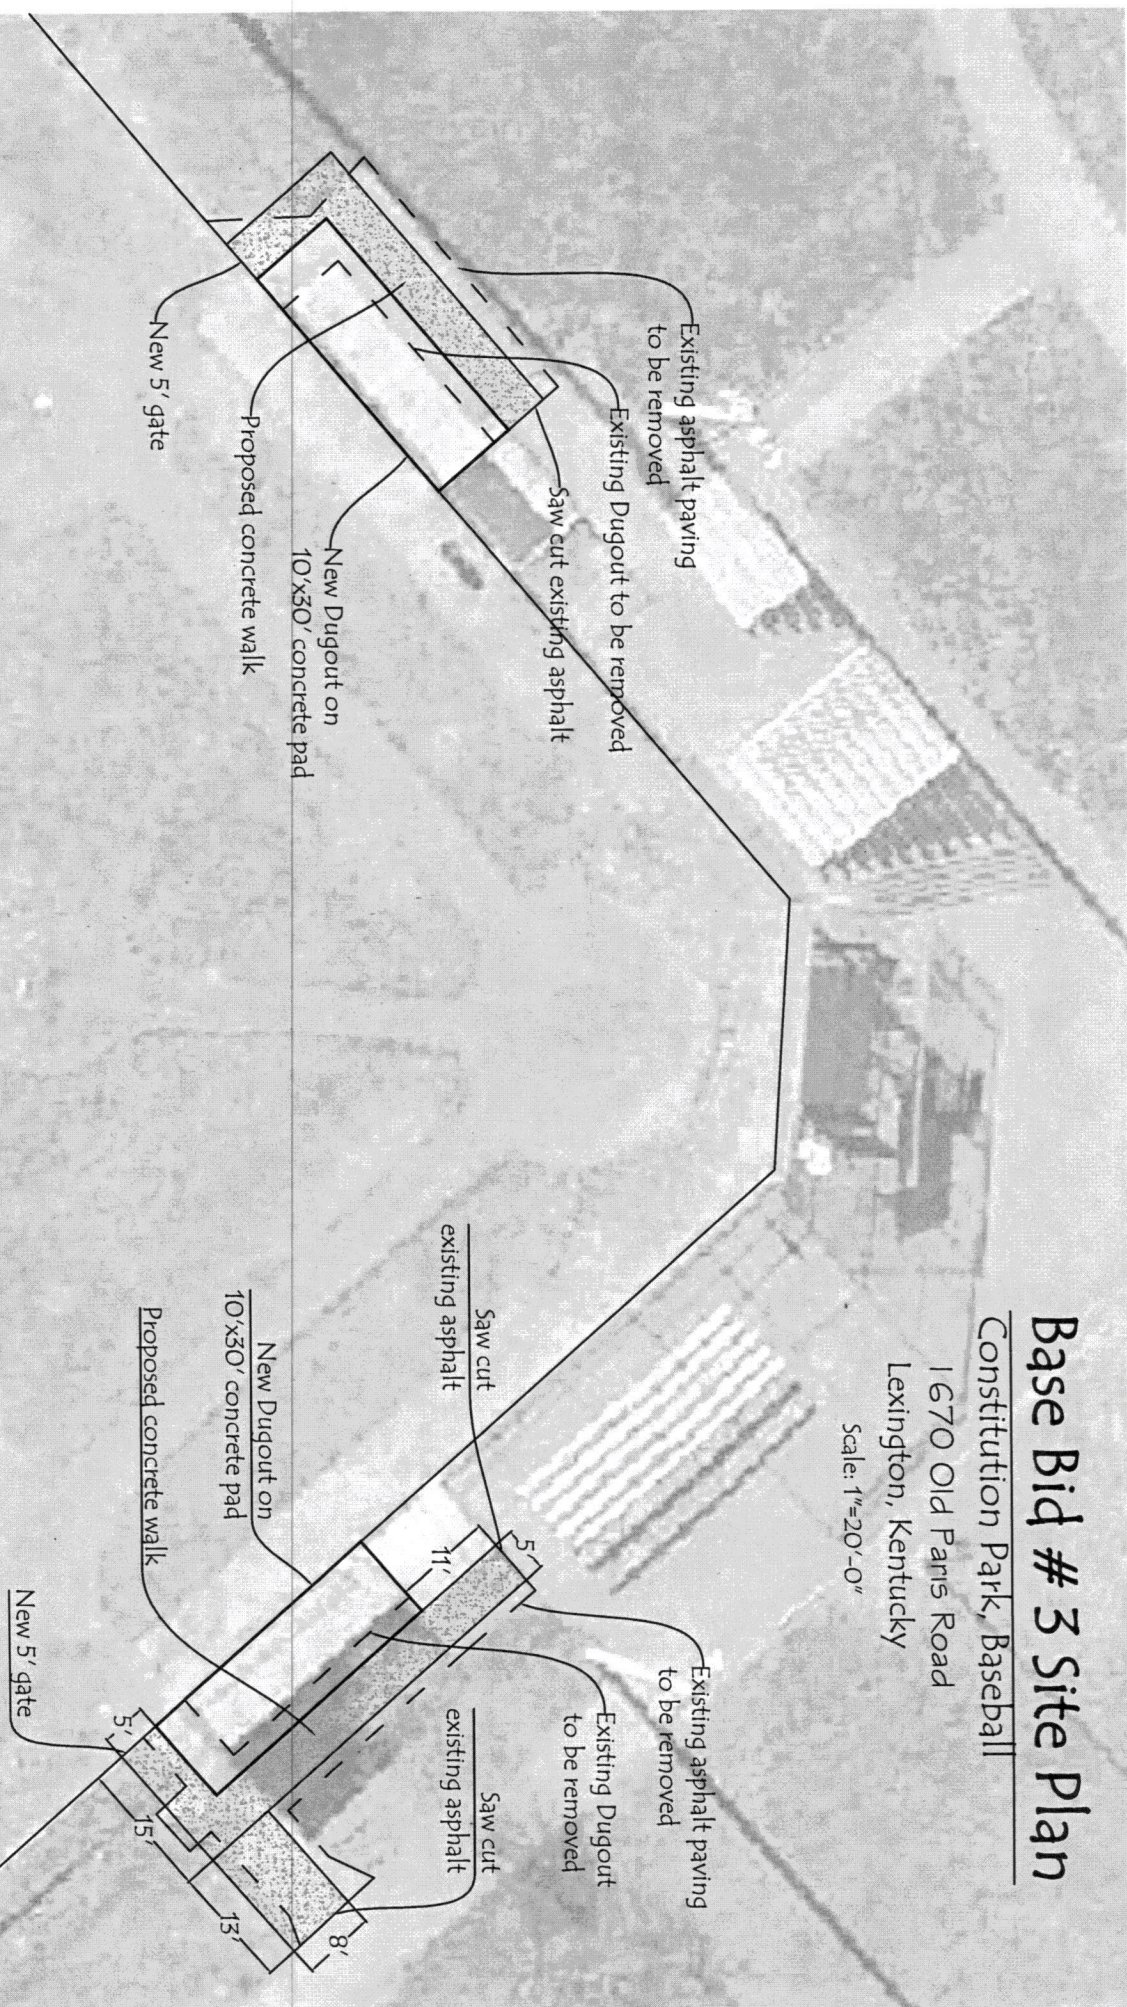 Base Bid # 3 Site Plan
Constitution Park, Baseball
1670 Old Paris Road
Lexington, Kentucky
Scale: 1"=20'-0"
Existing asphalt paving
to be removed
Existing Dugout to be removed
Saw cut existing asphalt
New Dugout on
10'x30' concrete pad
Proposed concrete walk
New 5' gate
Saw cut
existing asphalt
New Dugout on
10'x30' concrete pad
Proposed concrete walk
New 5' gate
5'
11'
Existing asphalt paving
to be removed
Existing Dugout
to be removed
Saw cut
existing asphalt
5'
15'
13'
8'